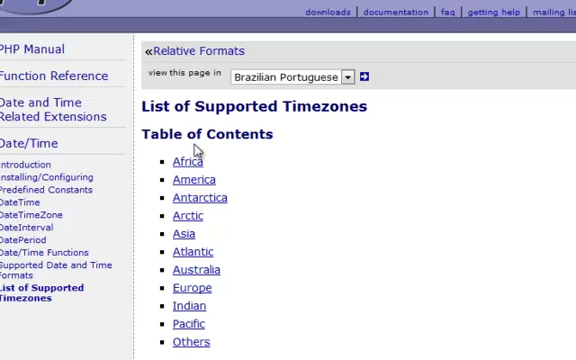 downloads | documentation | faq | getting help | mailing
PHP Manual
Function Reference
Date and Time
Related Extensions
Date/Time
Introduction
Installing/Configuring
Predefined Constants
DateTime
DateTimeZone
DateInterval
DatePeriod
Date/Time Functions
Supported Date and Time
Formats
List of Supported
Timezones
«Relative Formats
view this page in Brazilian Portuguese
List of Supported Timezones
Table of Contents
Africa
America
Antarctica
Arctic
Asia
Atlantic
Australia
Europe
Indian
Pacific
Others